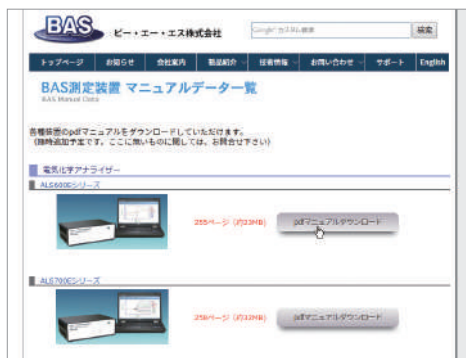 BAS ビー・エー・エス株式会社
Google カスタム検索 検索
トップページ お知らせ 会社案内 製品紹介 技術情報 お問い合わせ サポート English
BAS測定装置 マニュアルデータ一覧
BAS Manual Data
各種装置のpdfマニュアルをダウンロードしていただけます。
(随時追加予定です。ここに無いものに関しては、お問合せ下さい)
電気化学アナライザー
ALS600Eシリーズ
255ページ (約33MB) pdfマニュアルダウンロード
ALS700Eシリーズ
pdfマニュアルダウンロード